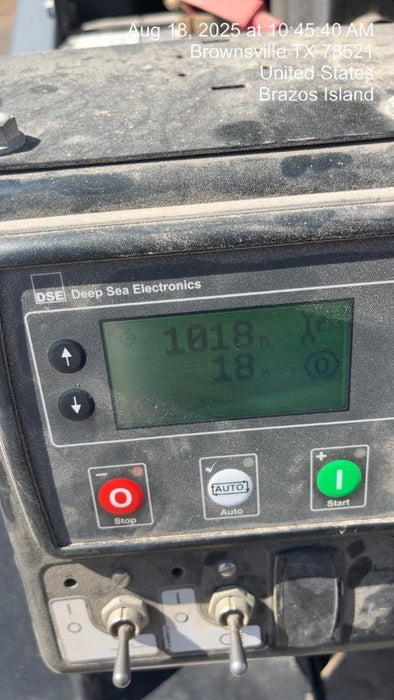 Aug 18, 2025 at 10:45:40 AM
Brownsville TX 78521
United States
Brazos Island
DSE Deep Sea Electronics
1018 h
18 m
O
Stop
AUTO
Auto
I
Start